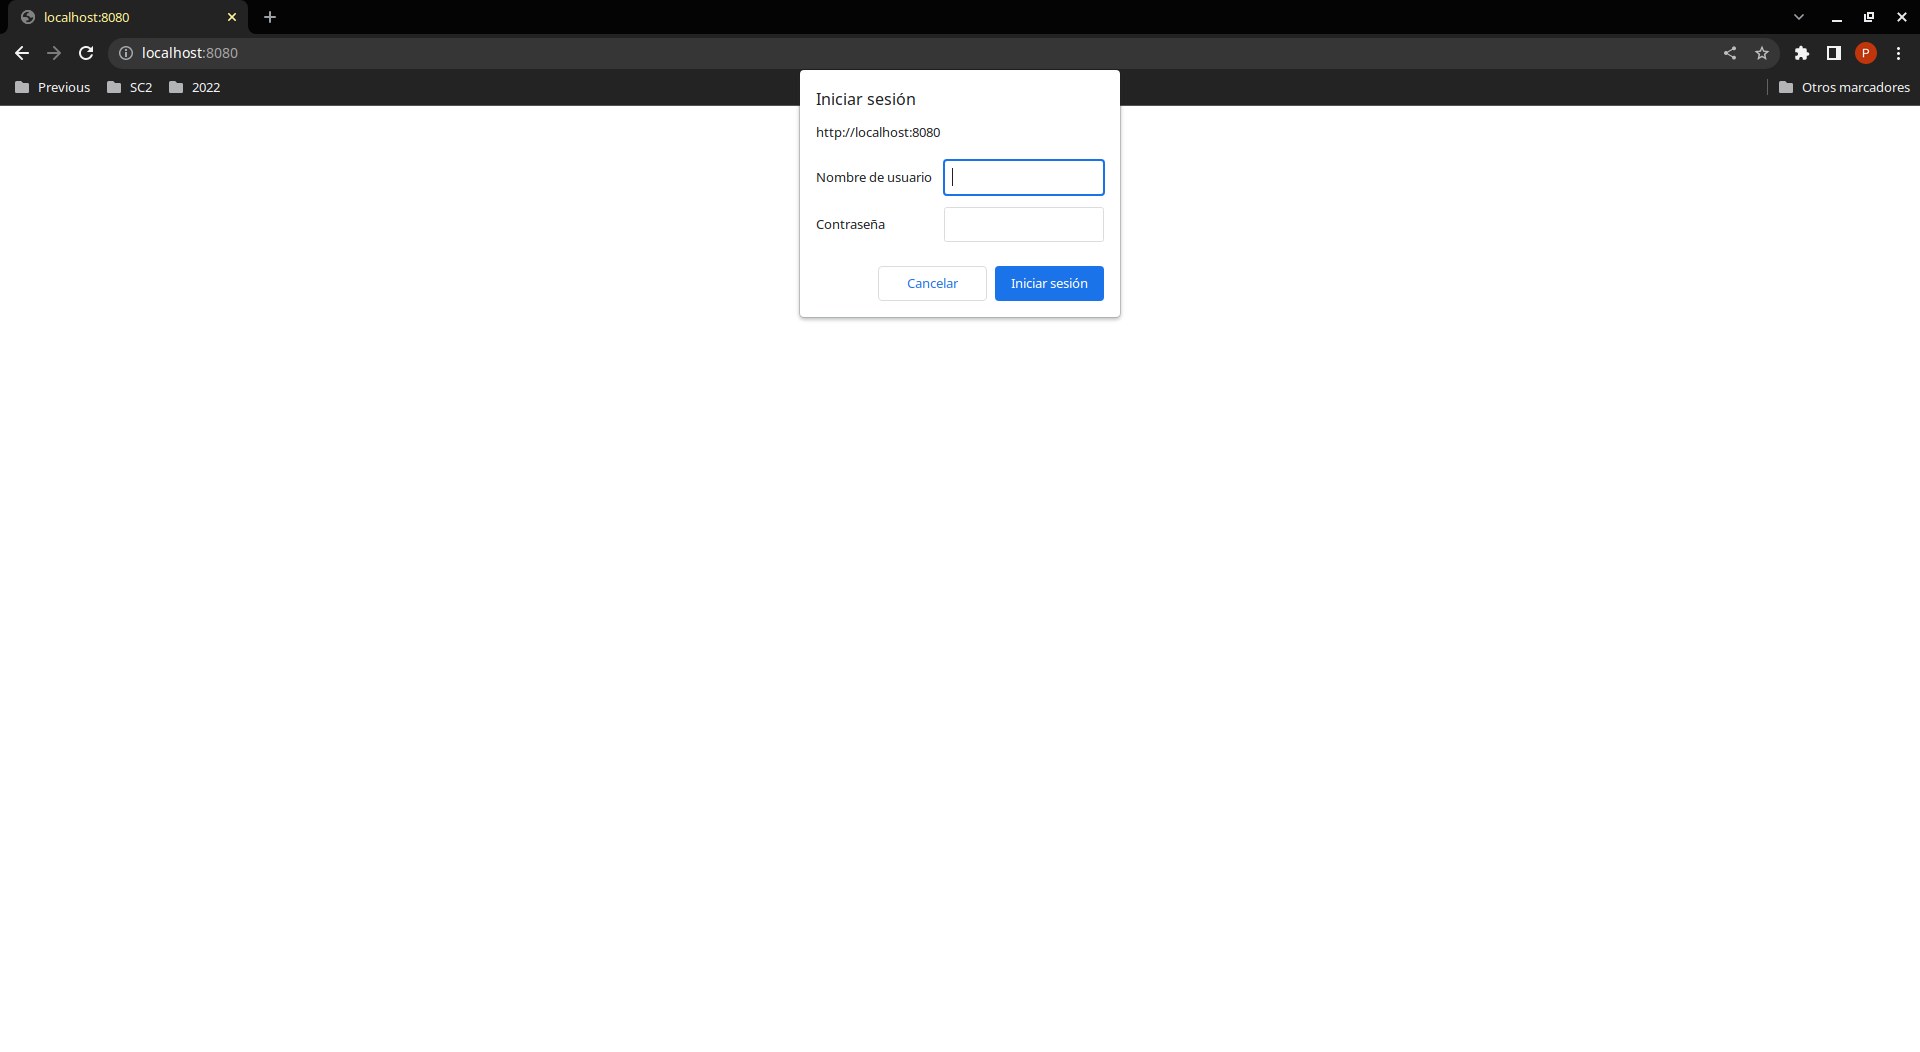 localhost:8080
localhost:8080
Previous SC2 2022 Otros marcadores
P
Iniciar sesión
http://localhost:8080
Nombre de usuario
Contraseña
Cancelar Iniciar sesión